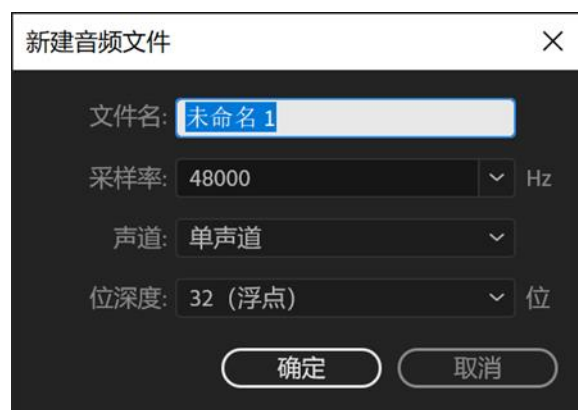 新建音频文件
文件名: 未命名 1
采样率: 48000 Hz
声道: 单声道
位深度: 32 (浮点) 位
确定 取消